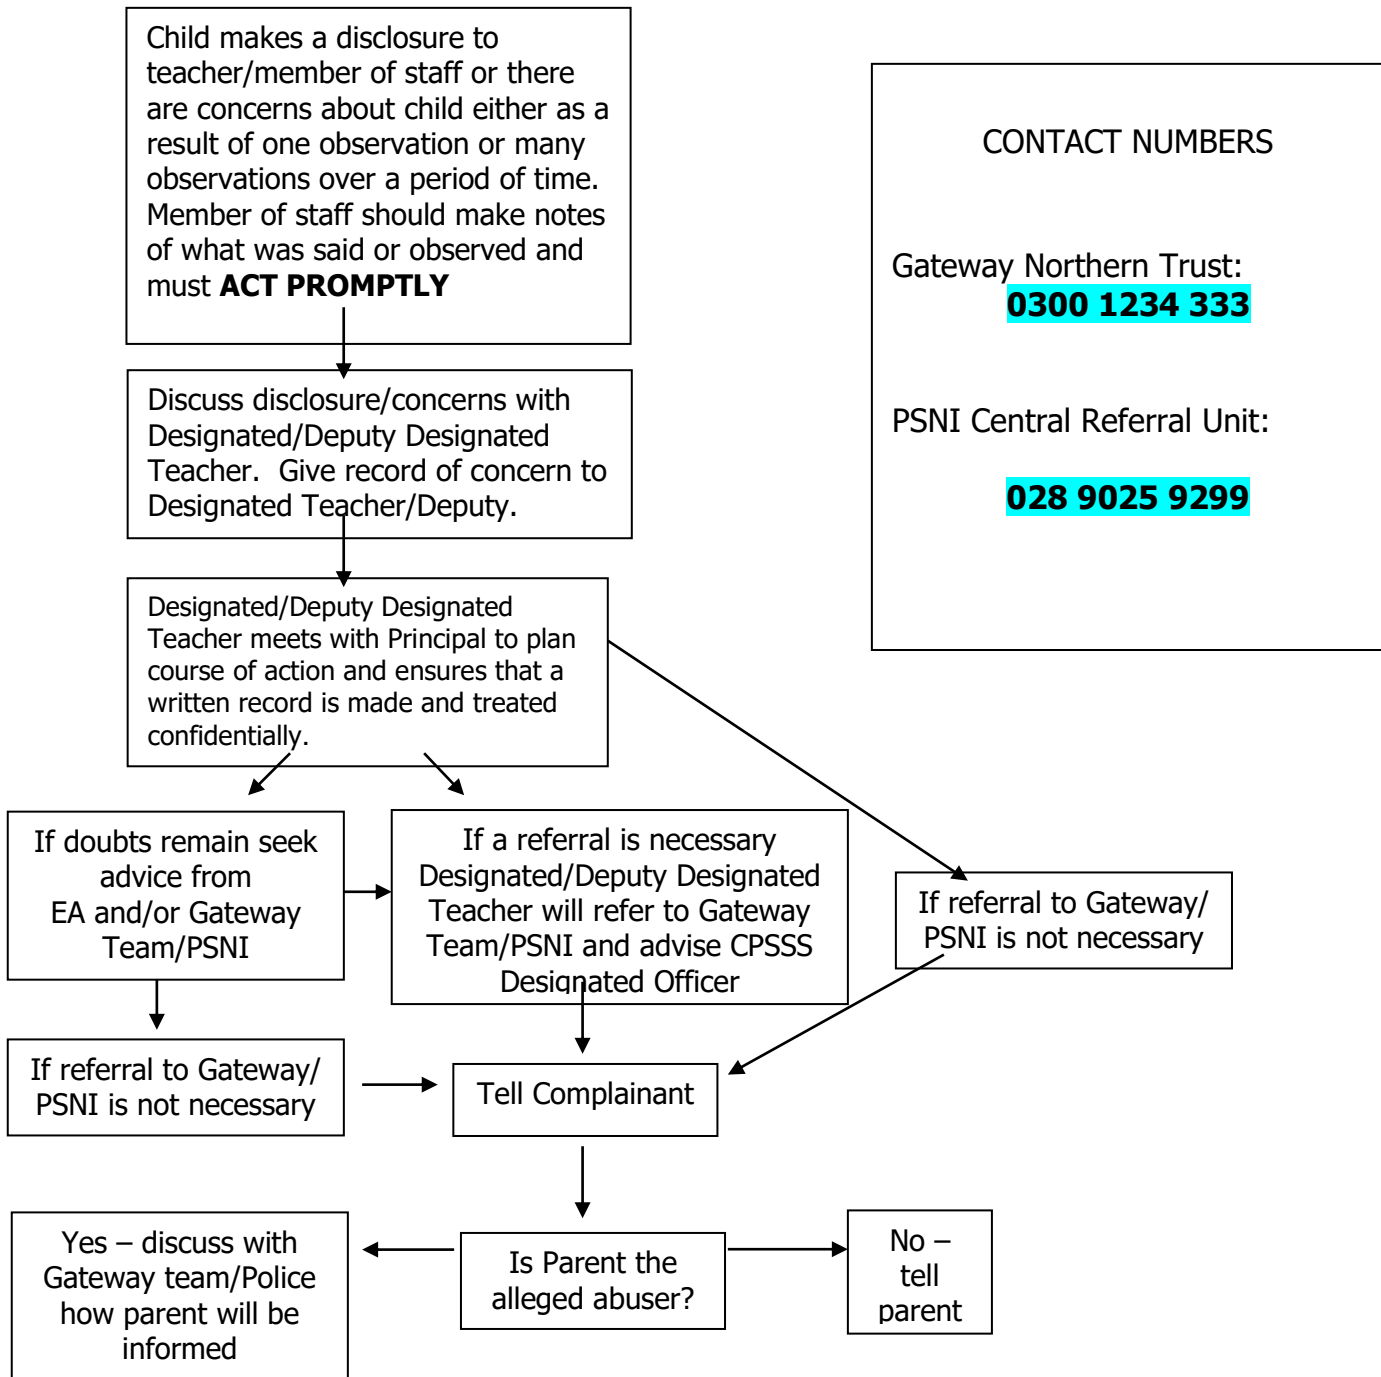 Child makes a disclosure to
teacher/member of staff or there
are concerns about child either as a
result of one observation or many
observations over a period of time.
Member of staff should make notes
of what was said or observed and
must ACT PROMPTLY
CONTACT NUMBERS
Gateway Northern Trust:
0300 1234 333
PSNI Central Referral Unit:
028 9025 9299
Discuss disclosure/concerns with
Designated/Deputy Designated
Teacher.  Give record of concern to
Designated Teacher/Deputy.
Designated/Deputy Designated
Teacher meets with Principal to plan
course of action and ensures that a
written record is made and treated
confidentially.
If doubts remain seek
advice from
EA and/or Gateway
Team/PSNI
If a referral is necessary
Designated/Deputy Designated
Teacher will refer to Gateway
Team/PSNI and advise CPSSS
Designated Officer
If referral to Gateway/
PSNI is not necessary
If referral to Gateway/
PSNI is not necessary
Tell Complainant
Yes – discuss with
Gateway team/Police
how parent will be
informed
Is Parent the
alleged abuser?
No –
tell
parent